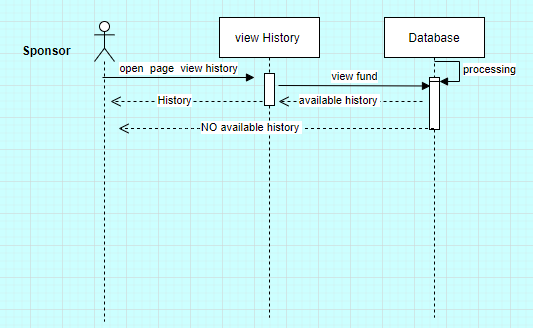 view History
Database
Sponsor
open page view history
processing
view fund
History
available history
NO available history